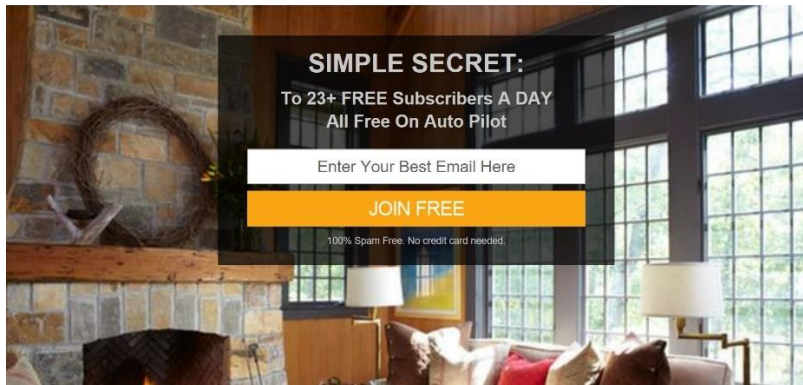 SIMPLE SECRET:
To 23+ FREE Subscribers A DAY
All Free On Auto Pilot
Enter Your Best Email Here
JOIN FREE
100% Spam Free. No credit card needed.